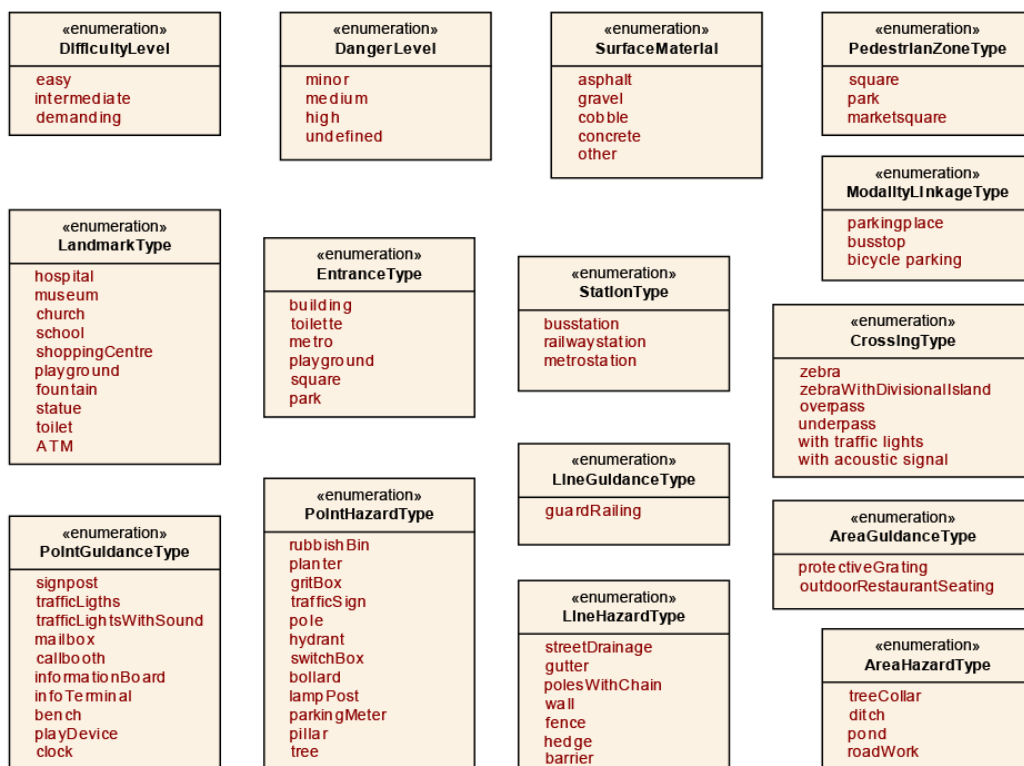 «enumeration»
DifficultyLevel
easy
intermediate
demanding
«enumeration»
DangerLevel
minor
medium
high
undefined
«enumeration»
SurfaceMaterial
asphalt
gravel
cobble
concrete
other
«enumeration»
PedestrianZoneType
square
park
marketsquare
«enumeration»
ModalityLinkageType
parkingplace
busstop
bicycle parking
«enumeration»
LandmarkType
hospital
museum
church
school
shoppingCentre
playground
fountain
statue
toilet
ATM
«enumeration»
EntranceType
building
toilette
metro
playground
square
park
«enumeration»
StationType
busstation
railwaystation
metrostation
«enumeration»
CrossingType
zebra
zebraWithDivisionalIsland
overpass
underpass
with traffic lights
with acoustic signal
«enumeration»
LineGuidanceType
guardRailing
«enumeration»
PointHazardType
rubbishBin
planter
gritBox
trafficSign
pole
hydrant
switchBox
bollard
lampPost
parkingMeter
pillar
tree
«enumeration»
AreaGuidanceType
protectiveGrating
outdoorRestaurantSeating
«enumeration»
PointGuidanceType
signpost
trafficLigths
trafficLightsWithSound
mailbox
callbooth
informationBoard
infoTerminal
bench
playDevice
clock
«enumeration»
LineHazardType
streetDrainage
gutter
polesWithChain
wall
fence
hedge
barrier
«enumeration»
AreaHazardType
treeCollar
ditch
pond
roadWork